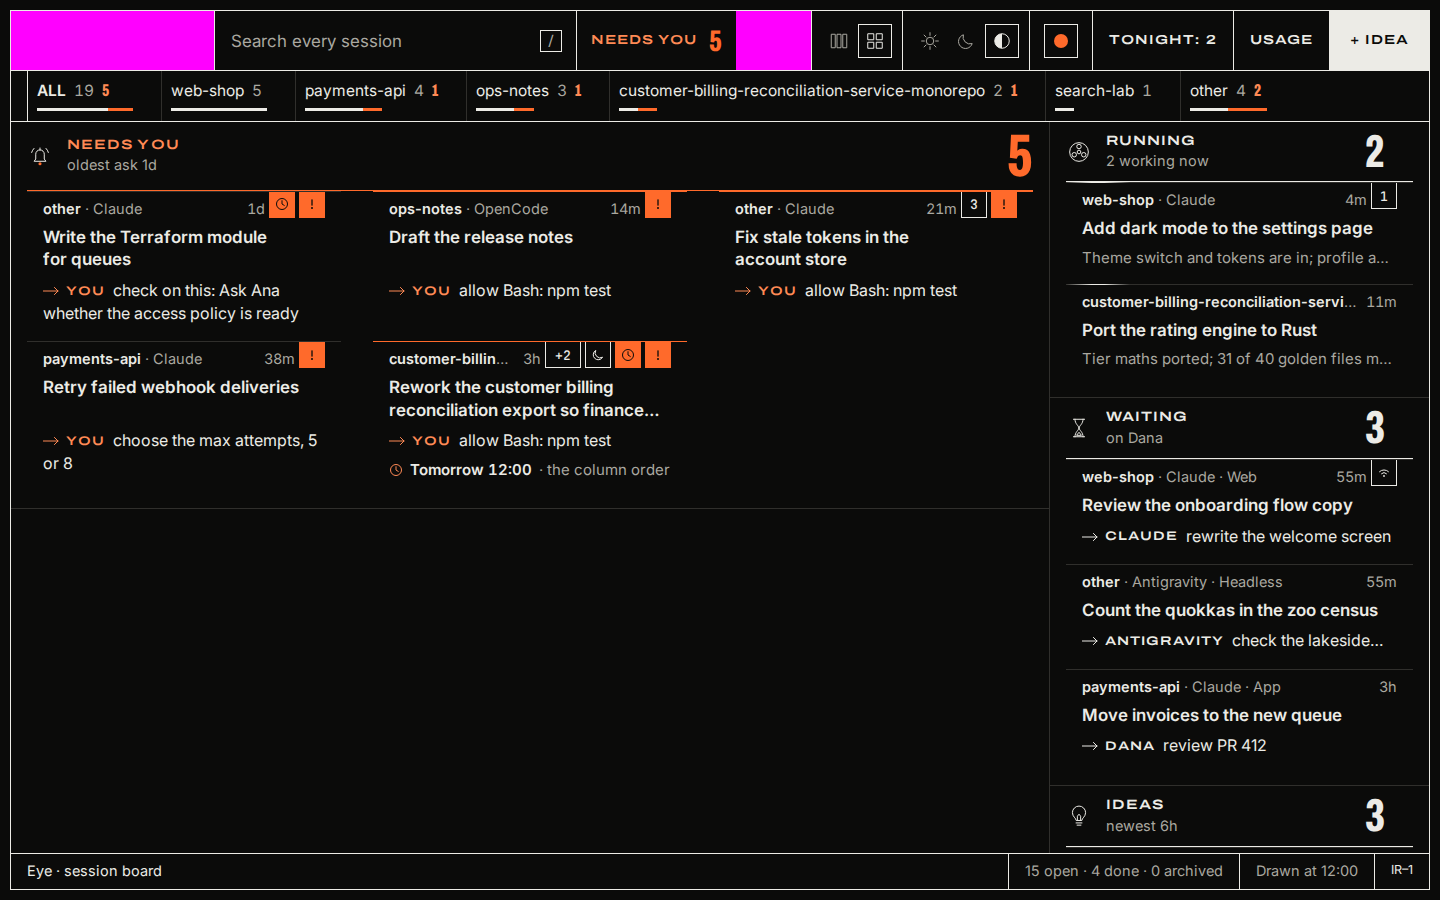 Search every session /
NEEDS YOU 5
TONIGHT: 2
USAGE
+ IDEA
ALL 19 5
web-shop 5
payments-api 4 1
ops-notes 3 1
customer-billing-reconciliation-service-monorepo 2 1
search-lab 1
other 4 2
NEEDS YOU
oldest ask 1d
5
other · Claude 1d !
Write the Terraform module
for queues
→ YOU check on this: Ask Ana
whether the access policy is ready
ops-notes · OpenCode 14m !
Draft the release notes
→ YOU allow Bash: npm test
other · Claude 21m 3 !
Fix stale tokens in the
account store
→ YOU allow Bash: npm test
payments-api · Claude 38m !
Retry failed webhook deliveries
→ YOU choose the max attempts, 5
or 8
customer-billin... 3h +2 !
Rework the customer billing
reconciliation export so finance...
→ YOU allow Bash: npm test
Tomorrow 12:00 · the column order
RUNNING
2 working now
2
web-shop · Claude 4m 1
Add dark mode to the settings page
Theme switch and tokens are in; profile a...
customer-billing-reconciliation-servi... 11m
Port the rating engine to Rust
Tier maths ported; 31 of 40 golden files m...
WAITING
on Dana
3
web-shop · Claude · Web 55m
Review the onboarding flow copy
→ CLAUDE rewrite the welcome screen
other · Antigravity · Headless 55m
Count the quokkas in the zoo census
→ ANTIGRAVITY check the lakeside...
payments-api · Claude · App 3h
Move invoices to the new queue
→ DANA review PR 412
IDEAS
newest 6h
3
Eye · session board
15 open · 4 done · 0 archived
Drawn at 12:00
IR-1